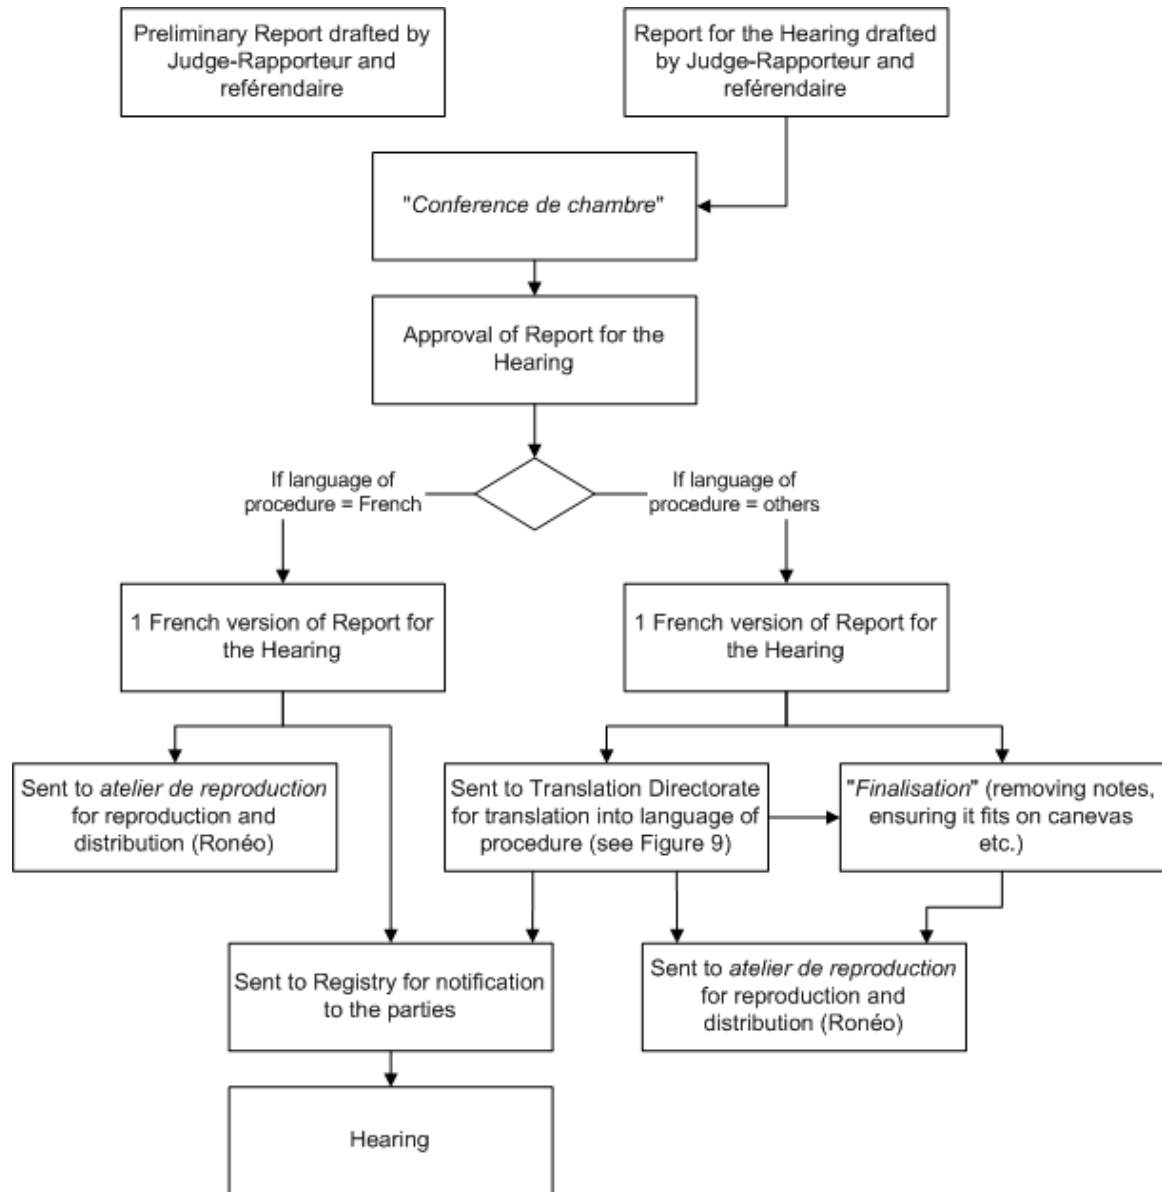 Preliminary Report drafted by
Judge-Rapporteur and
reférendaire
Report for the Hearing drafted
by Judge-Rapporteur and
reférendaire
"Conference de chambre"
Approval of Report for the
Hearing
If language of
procedure = French
If language of
procedure = others
1 French version of Report for
the Hearing
1 French version of Report for
the Hearing
Sent to atelier de reproduction
for reproduction and
distribution (Ronéo)
Sent to Translation Directorate
for translation into language of
procedure (see Figure 9)
"Finalisation" (removing notes,
ensuring it fits on canevas
etc.)
Sent to Registry for notification
to the parties
Sent to atelier de reproduction
for reproduction and
distribution (Ronéo)
Hearing